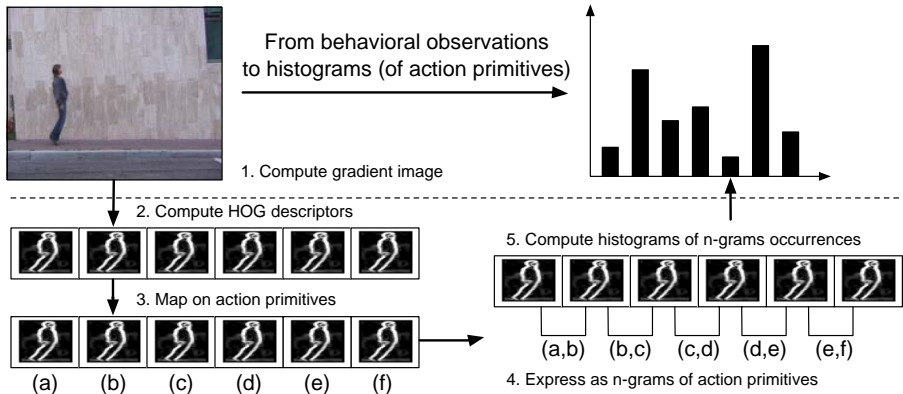 From behavioral observations
to histograms (of action primitives)
1. Compute gradient image
2. Compute HOG descriptors
3. Map on action primitives
(a) (b) (c) (d) (e) (f)
5. Compute histograms of n-grams occurrences
(a,b) (b,c) (c,d) (d,e) (e,f)
4. Express as n-grams of action primitives